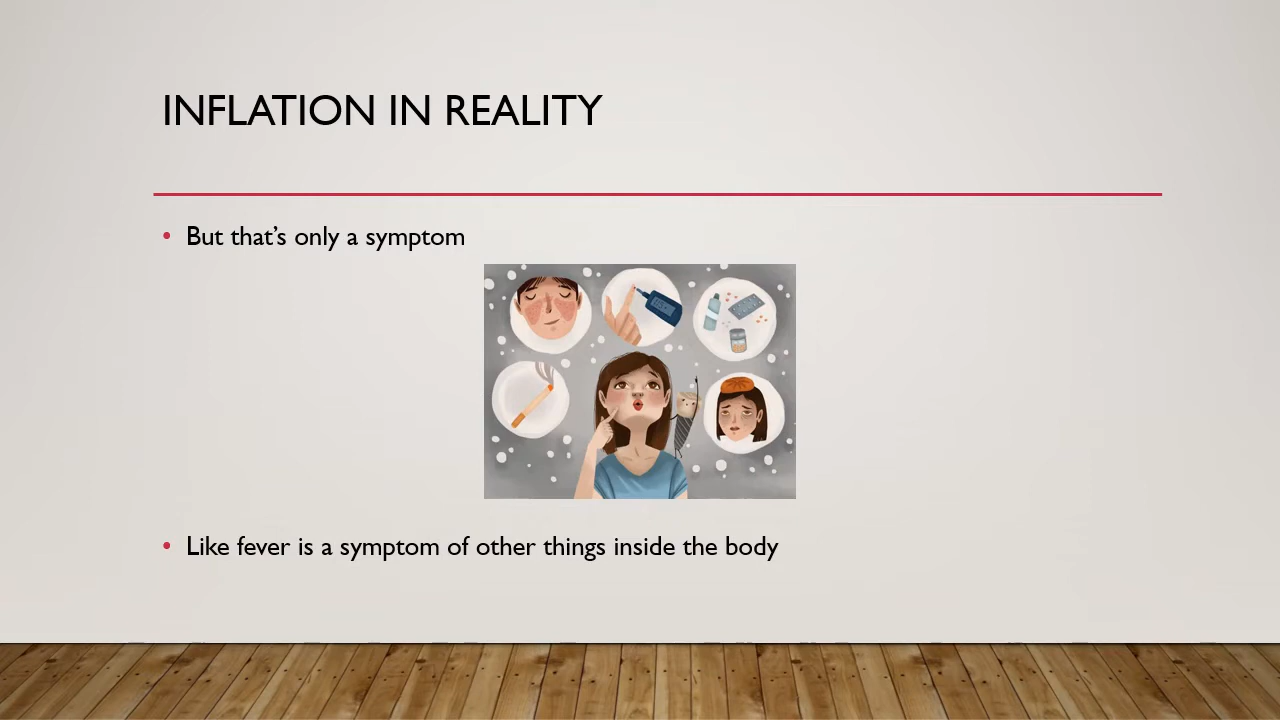 INFLATION IN REALITY
• But that’s only a symptom
• Like fever is a symptom of other things inside the body